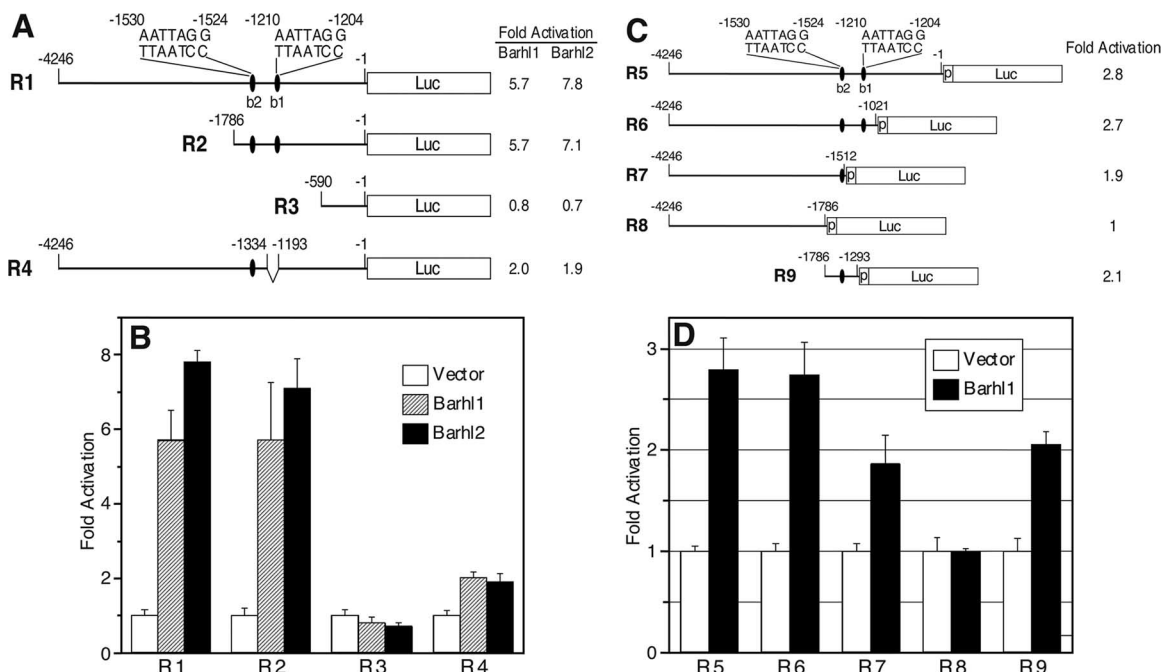 A
-1530 -1524 -1210 -1204
AATTAG G AATTAG G
TTAATC C TTAATC C
Fold Activation
Barhl1 Barhl2
-4246 -1
R1 b2 b1 Luc 5.7 7.8
-1786 -1
R2 Luc 5.7 7.1
-590 -1
R3 Luc 0.8 0.7
-4246 -1334 -1193 -1
R4 Luc 2.0 1.9
B
Fold Activation
8
6
4
2
0
Vector
Barhl1
Barhl2
R1 R2 R3 R4
C
-1530 -1524 -1210 -1204
AATTAG G AATTAG G
TTAATC C TTAATC C
Fold Activation
-4246 -1
R5 b2 b1 p Luc 2.8
-4246 -1021
R6 p Luc 2.7
-4246 -1512
R7 p Luc 1.9
-4246 -1786
R8 p Luc 1
-1786 -1293
R9 p Luc 2.1
D
Fold Activation
3
2
1
0
Vector
Barhl1
R5 R6 R7 R8 R9